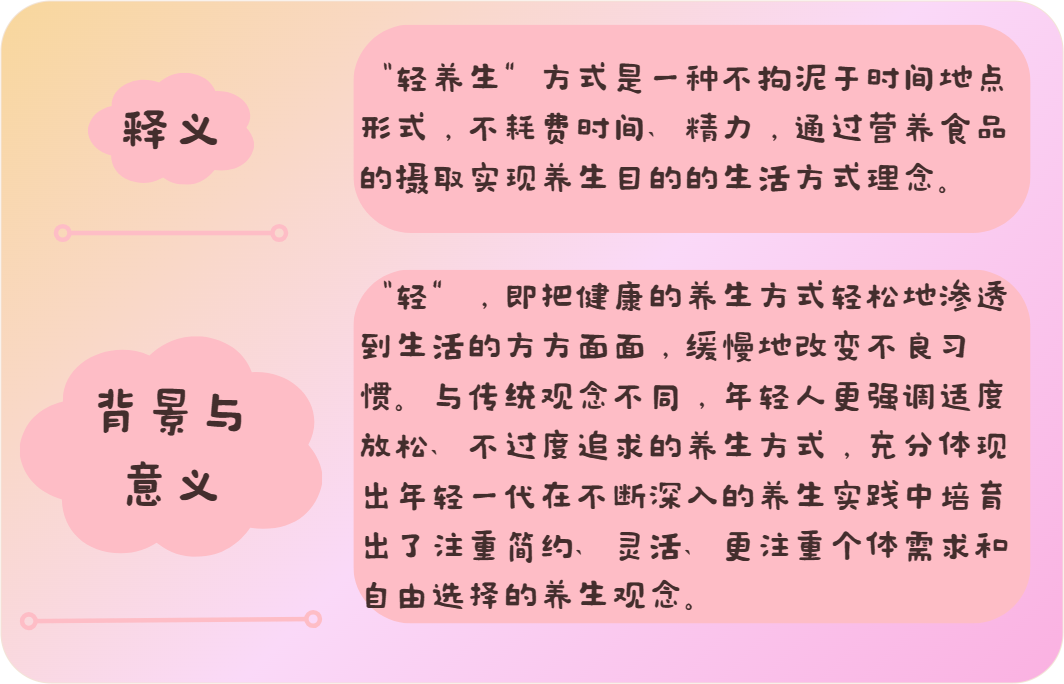 释义
“轻养生“方式是一种不拘泥于时间地点
形式，不耗费时间、精力，通过营养食品
的摄取实现养生目的的生活方式理念。
背景与
意义
“轻“，即把健康的养生方式轻松地渗透
到生活的方方面面，缓慢地改变不良习
惯。与传统观念不同，年轻人更强调适度
放松、不过度追求的养生方式，充分体现
出年轻一代在不断深入的养生实践中培育
出了注重简约、灵活、更注重个体需求和
自由选择的养生观念。